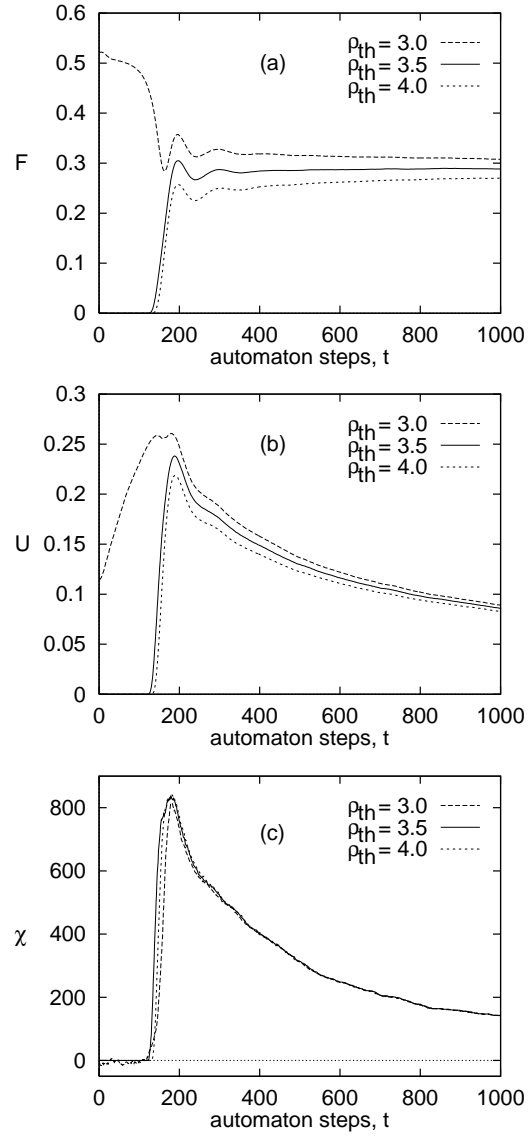 0.6
(a)
ρth = 3.0
ρth = 3.5
ρth = 4.0
0.5
0.4
F
0.3
0.2
0.1
0
0 200 400 600 800 1000
automaton steps, t
0.3
(b)
ρth = 3.0
ρth = 3.5
ρth = 4.0
0.25
0.2
U
0.15
0.1
0.05
0
0 200 400 600 800 1000
automaton steps, t
800
(c)
ρth = 3.0
ρth = 3.5
ρth = 4.0
600
χ
400
200
0
0 200 400 600 800 1000
automaton steps, t